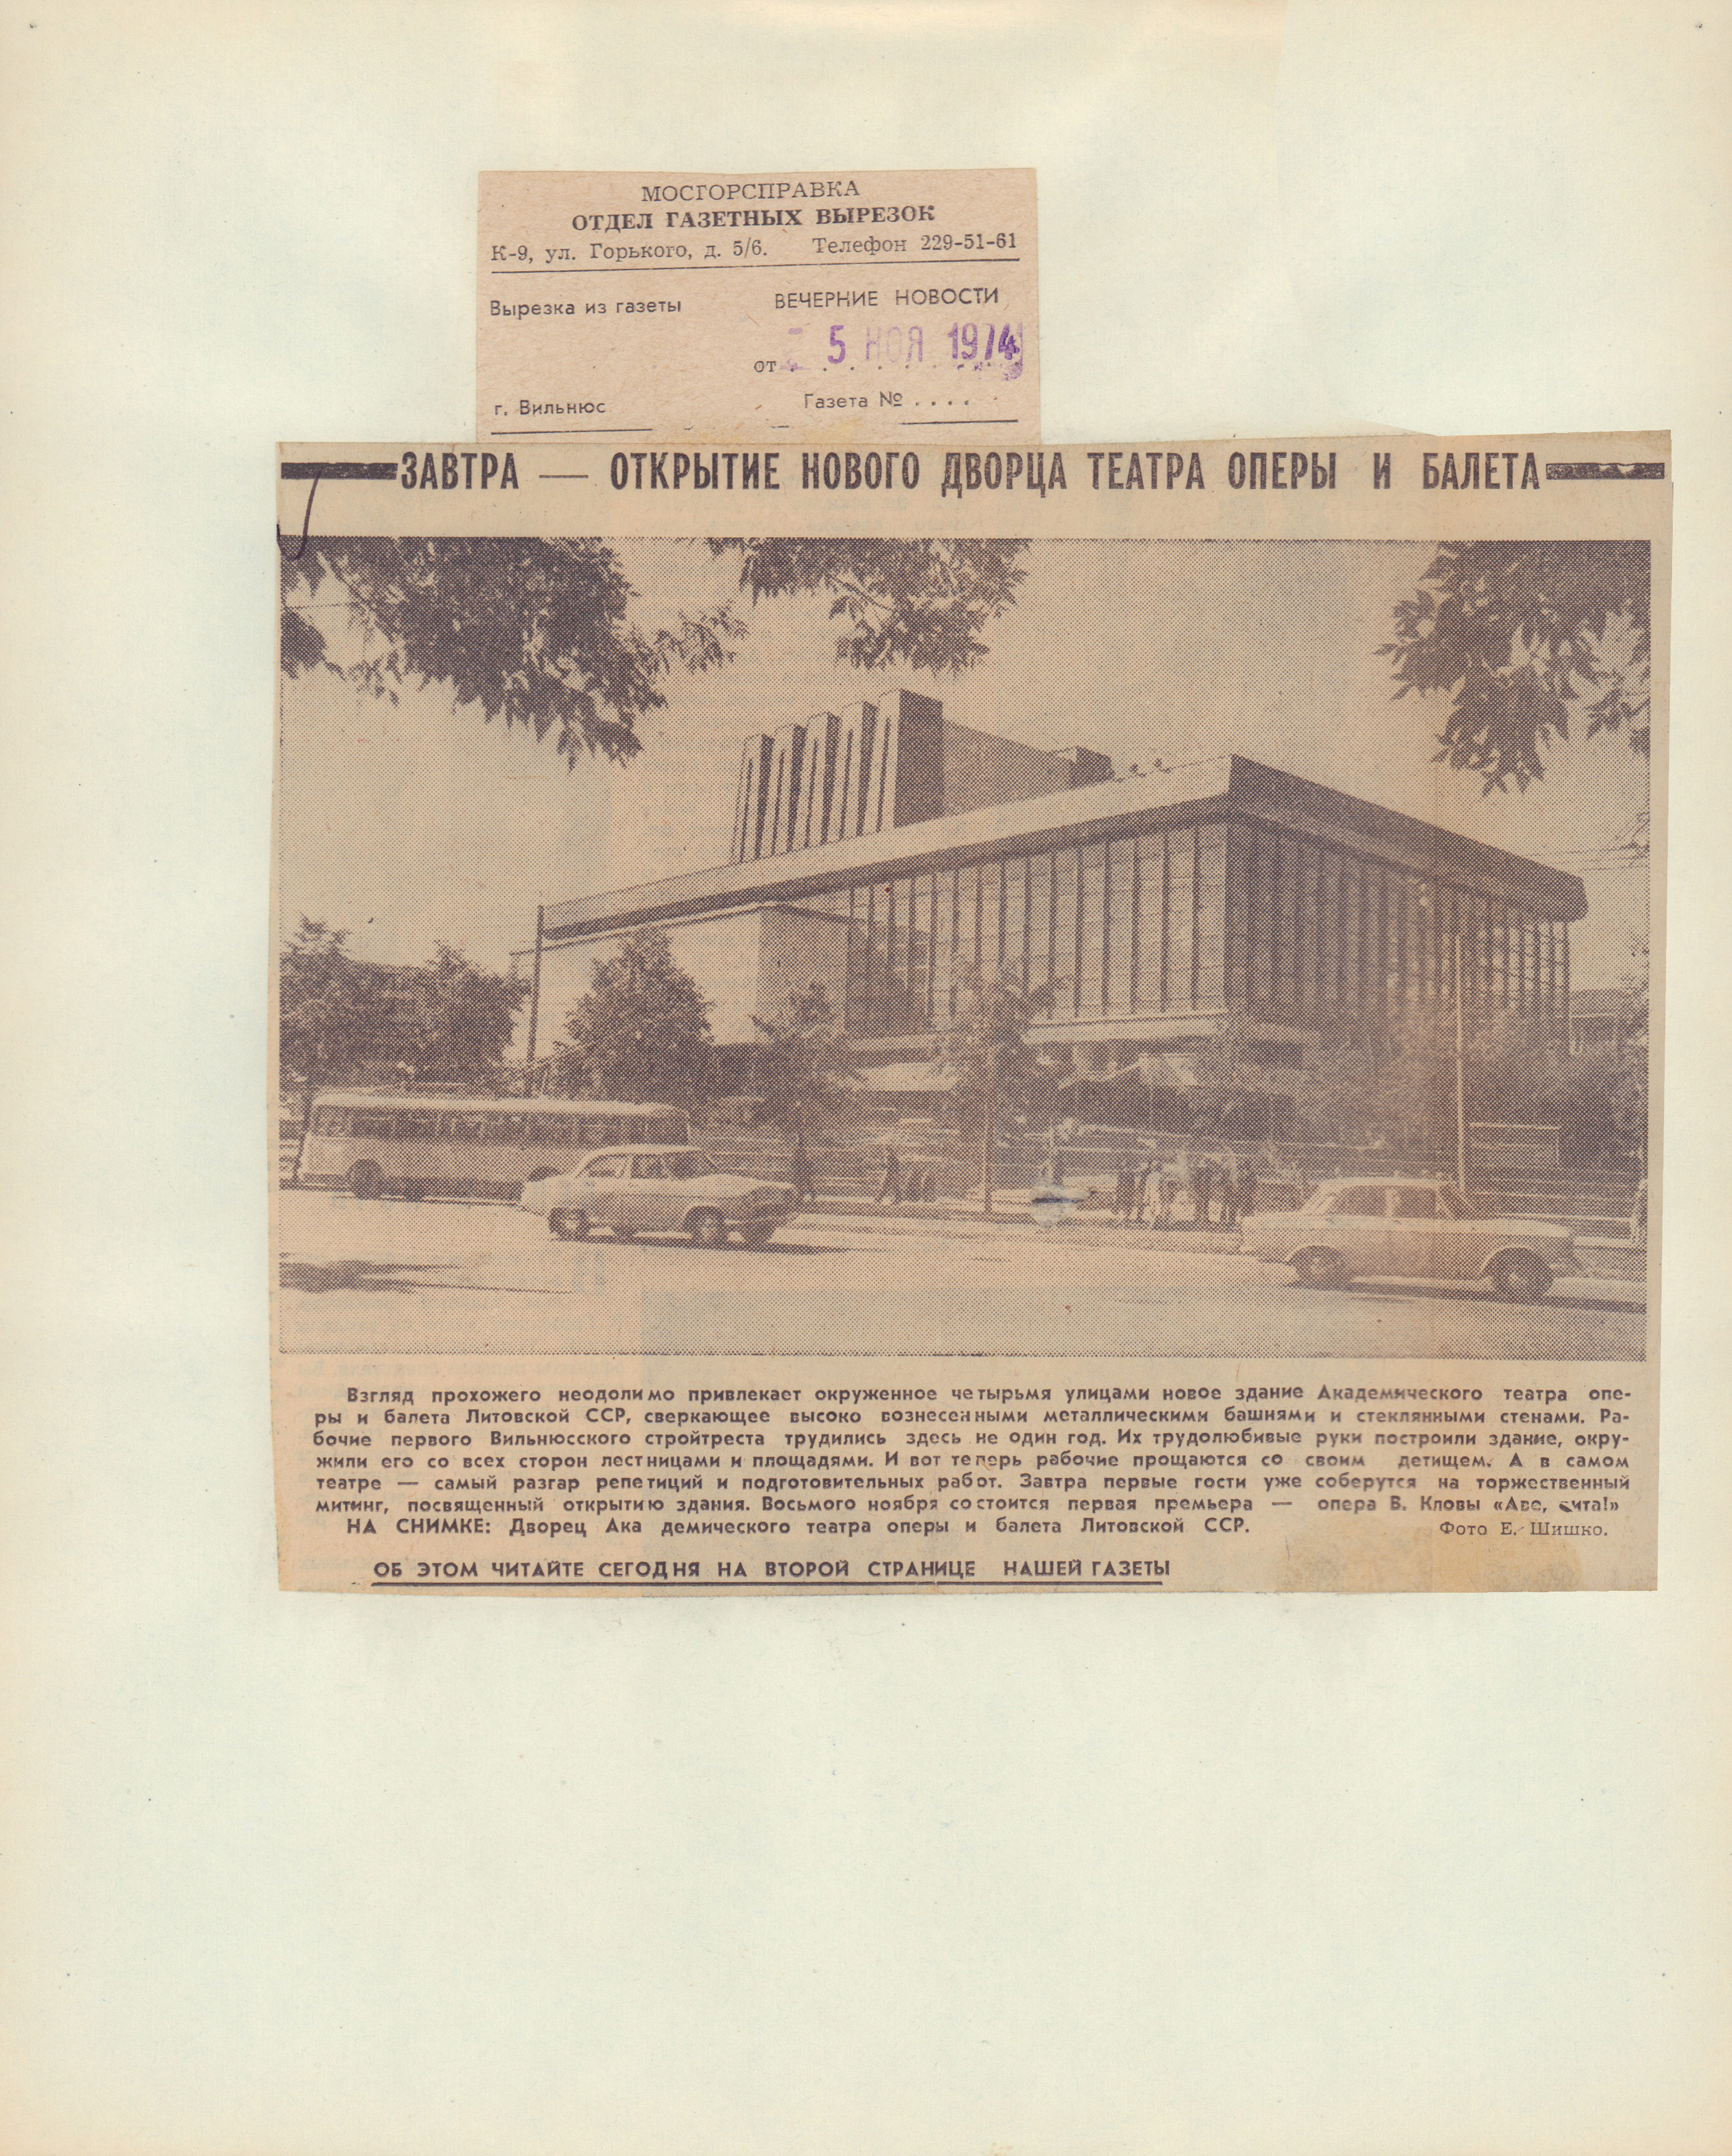 МОСГОРСПРАВКА
ОТДЕЛ ГАЗЕТНЫХ ВЫРЕЗОК
К-9, ул. Горького, д. 5/6. Телефон 229-51-61
Вырезка из газеты ВЕЧЕРНИЕ НОВОСТИ
от 5 НОЯ 1974
г. Вильнюс Газета № . . . .
ЗАВТРА — ОТКРЫТИЕ НОВОГО ДВОРЦА ТЕАТРА ОПЕРЫ И БАЛЕТА
Взгляд прохожего неодолимо привлекает окруженное четырьмя улицами новое здание Академического театра опе-
ры и балета Литовской ССР, сверкающее высоко вознесенными металлическими башнями и стеклянными стенами. Ра-
бочие первого Вильнюсского стройтреста трудились здесь не один год. Их трудолюбивые руки построили здание, окру-
жили его со всех сторон лестницами и площадями. И вот теперь рабочие прощаются со своим детищем. А в самом
театре — самый разгар репетиций и подготовительных работ. Завтра первые гости уже соберутся на торжественный
митинг, посвященный открытию здания. Восьмого ноября состоится первая премьера — опера В. Кловы «Аве,
НА СНИМКЕ: Дворец Ака демического театра оперы и балета Литовской ССР. Фото Е. Шишко.
ОБ ЭТОМ ЧИТАЙТЕ СЕГОДНЯ НА ВТОРОЙ СТРАНИЦЕ НАШЕЙ ГАЗЕТЫ